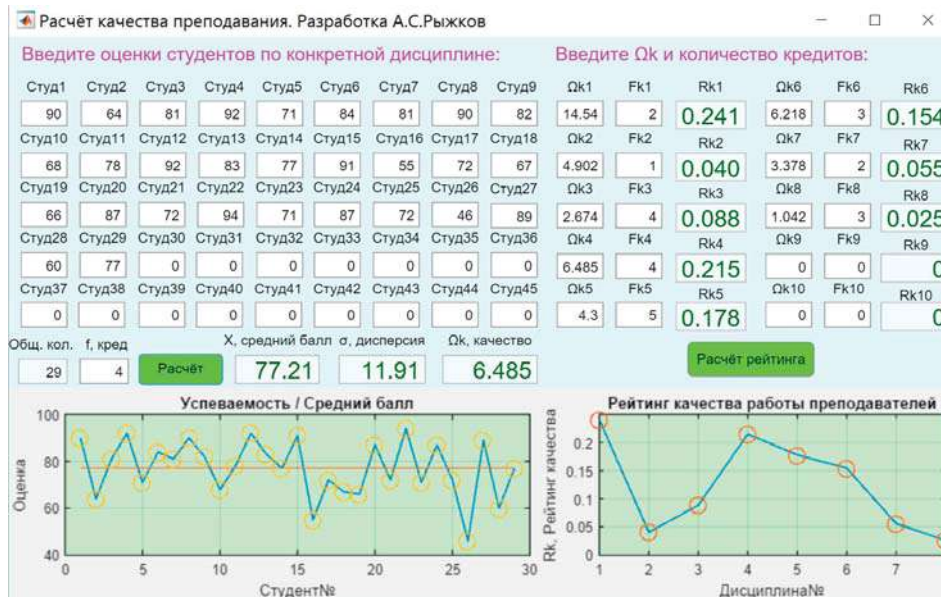 Расчёт качества преподавания. Разработка А.С.Рыжков
Введите оценки студентов по конкретной дисциплине:
Студ1 Студ2 Студ3 Студ4 Студ5 Студ6 Студ7 Студ8 Студ9
90 64 81 92 71 84 81 90 82
Студ10 Студ11 Студ12 Студ13 Студ14 Студ15 Студ16 Студ17 Студ18
68 78 92 83 77 91 55 72 67
Студ19 Студ20 Студ21 Студ22 Студ23 Студ24 Студ25 Студ26 Студ27
66 87 72 94 71 87 72 46 89
Студ28 Студ29 Студ30 Студ31 Студ32 Студ33 Студ34 Студ35 Студ36
60 77 0 0 0 0 0 0 0
Студ37 Студ38 Студ39 Студ40 Студ41 Студ42 Студ43 Студ44 Студ45
0 0 0 0 0 0 0 0 0
Общ. кол. f, кред X, средний балл σ, дисперсия Ωk, качество
29 4 Расчёт 77.21 11.91 6.485
Введите Ωk и количество кредитов:
Ωk1 Fk1 Rk1 Ωk6 Fk6 Rk6
14.54 2 0.241 6.218 3 0.154
Ωk2 Fk2 Rk2 Ωk7 Fk7 Rk7
4.902 1 0.040 3.378 2 0.055
Ωk3 Fk3 Rk3 Ωk8 Fk8 Rk8
2.674 4 0.088 1.042 3 0.025
Ωk4 Fk4 Rk4 Ωk9 Fk9 Rk9
6.485 4 0.215 0 0 0
Ωk5 Fk5 Rk5 Ωk10 Fk10 Rk10
4.3 5 0.178 0 0 0
Расчёт рейтинга
Успеваемость / Средний балл
Оценка
100
80
60
40
0 5 10 15 20 25 30
Студент№
Рейтинг качества работы преподавателей
Rk, Рейтинг качества
0.2
0.15
0.1
0.05
0
1 2 3 4 5 6 7
Дисциплина№